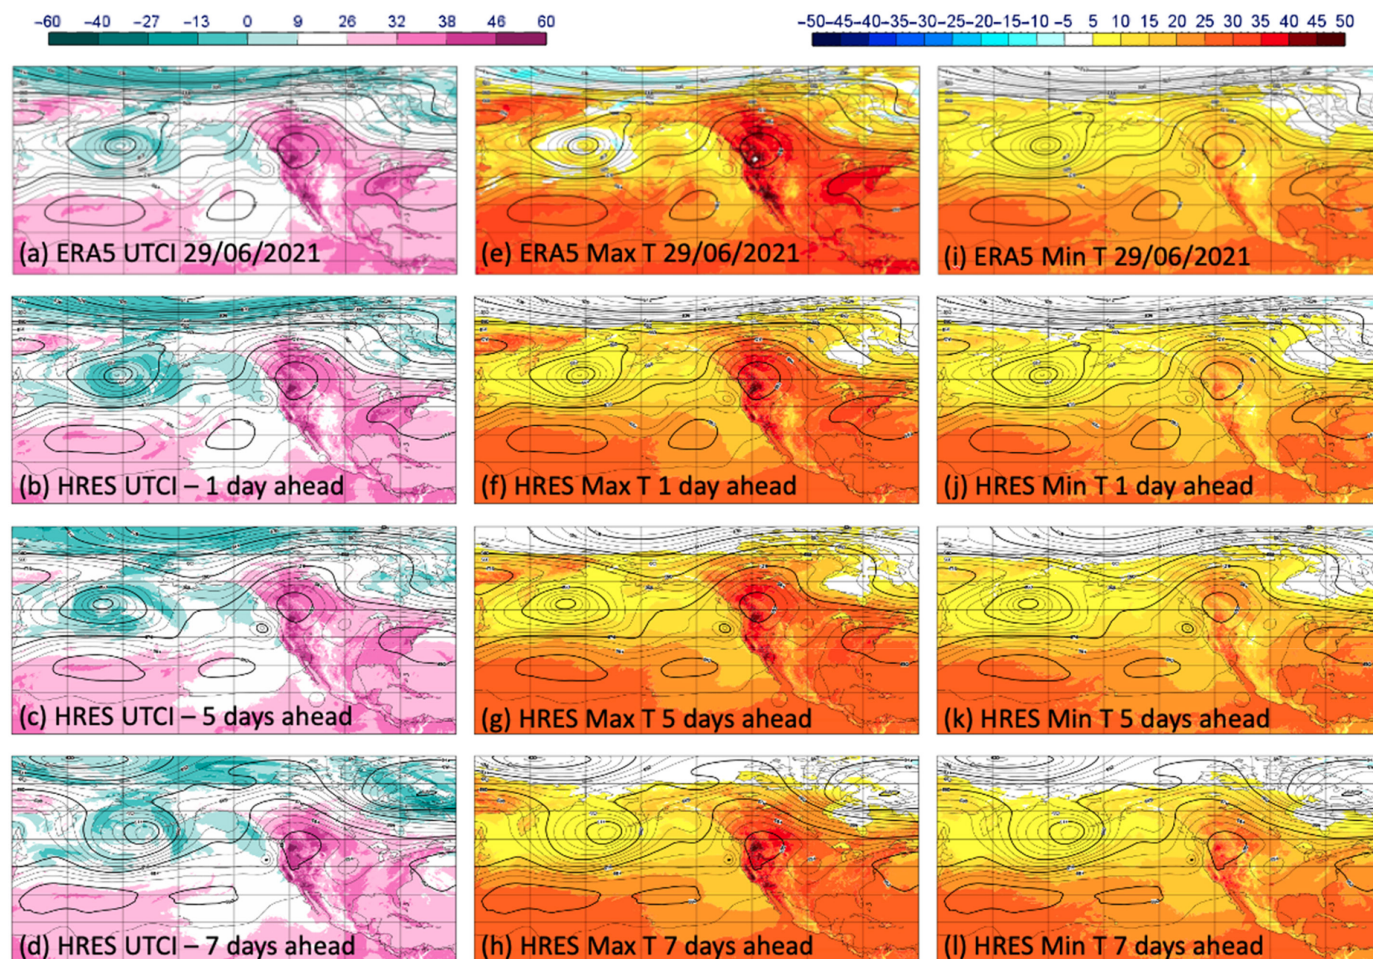 −60 −40 −27 −13 0 9 26 32 38 46 60
−50−45−40−35−30−25−20−15−10 −5 5 10 15 20 25 30 35 40 45 50
(a) ERA5 UTCI 29/06/2021
(e) ERA5 Max T 29/06/2021
(i) ERA5 Min T 29/06/2021
(b) HRES UTCI – 1 day ahead
(f) HRES Max T 1 day ahead
(j) HRES Min T 1 day ahead
(c) HRES UTCI – 5 days ahead
(g) HRES Max T 5 days ahead
(k) HRES Min T 5 days ahead
(d) HRES UTCI – 7 days ahead
(h) HRES Max T 7 days ahead
(l) HRES Min T 7 days ahead